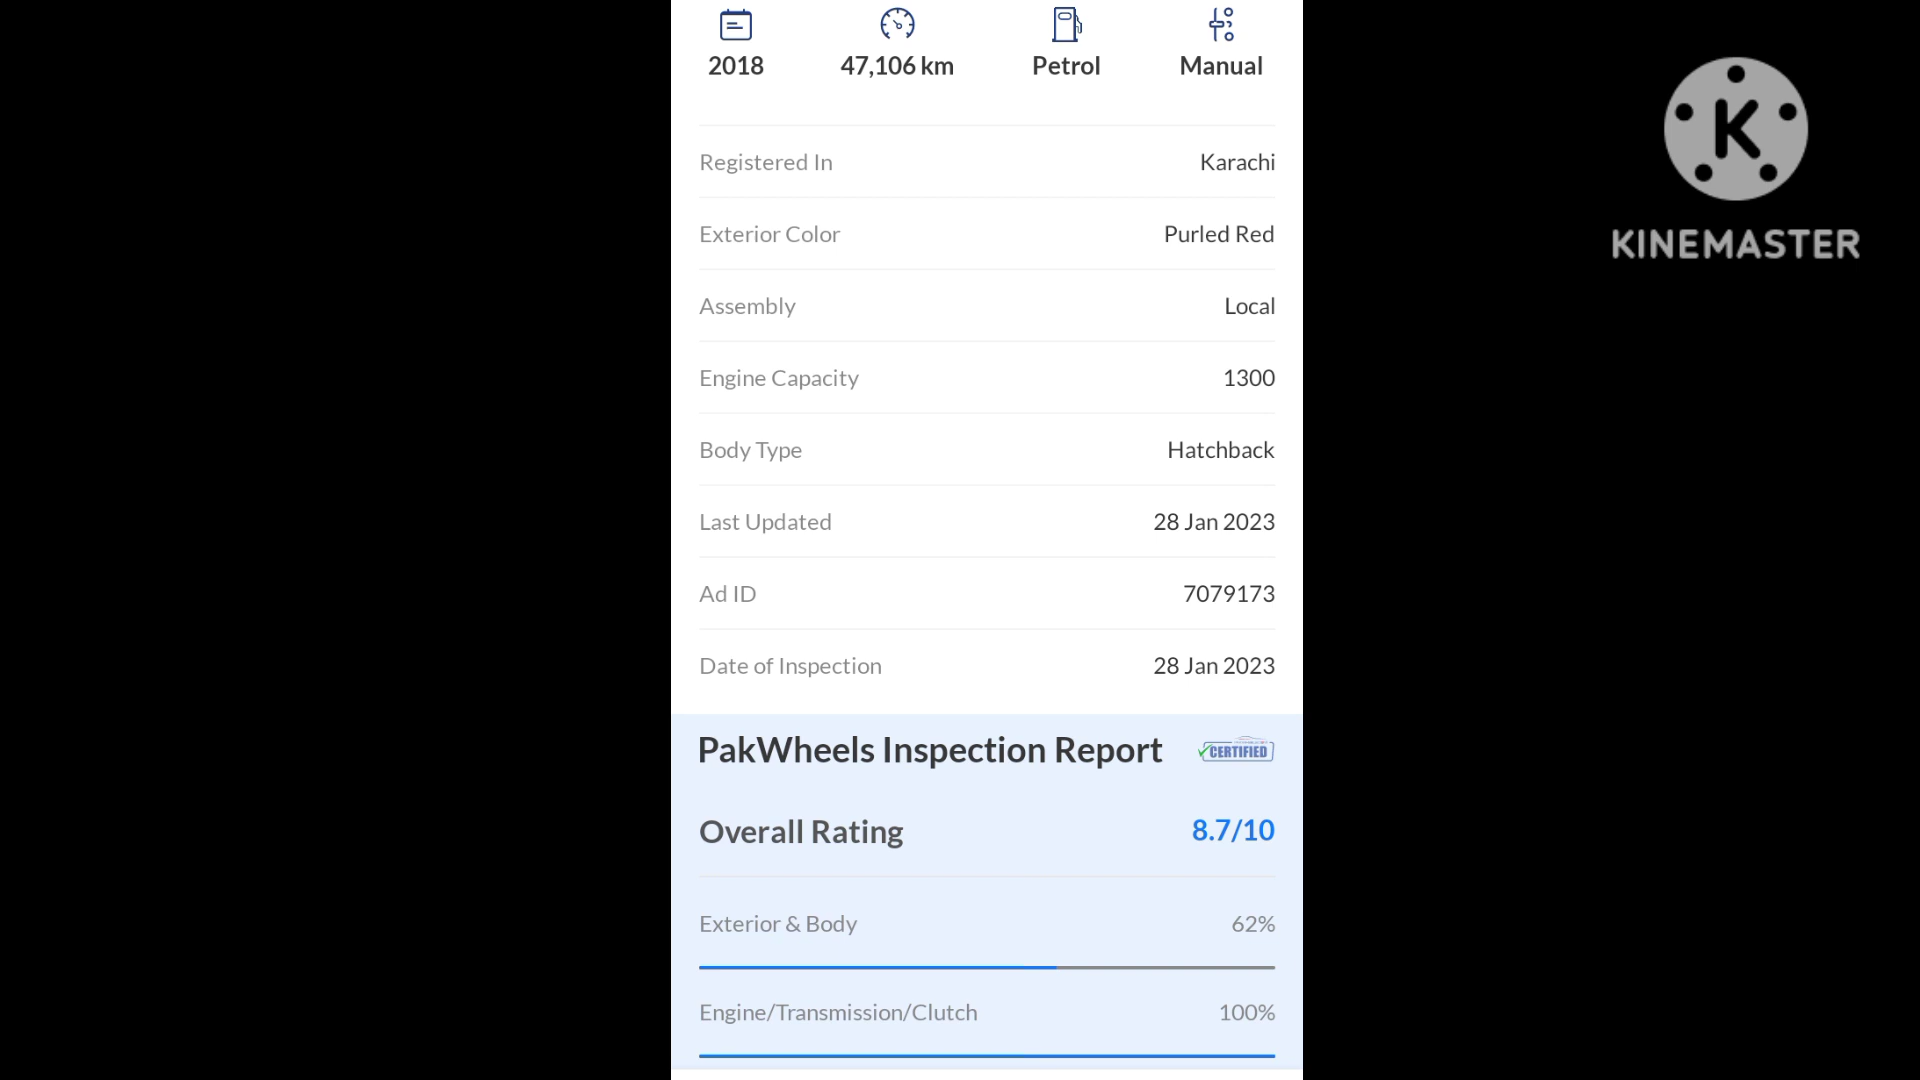 2018 47,106 km Petrol Manual
Registered In Karachi
Exterior Color Purled Red
Assembly Local
Engine Capacity 1300
Body Type Hatchback
Last Updated 28 Jan 2023
Ad ID 7079173
Date of Inspection 28 Jan 2023
PakWheels Inspection Report CERTIFIED
Overall Rating 8.7/10
Exterior & Body 62%
Engine/Transmission/Clutch 100%
K
KINEMASTER